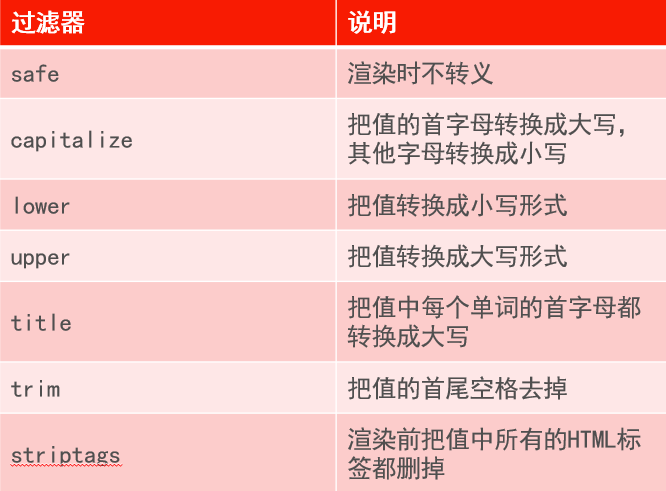 过滤器 说明
safe 渲染时不转义
capitalize 把值的首字母转换成大写，
其他字母转换成小写
lower 把值转换成小写形式
upper 把值转换成大写形式
title 把值中每个单词的首字母都
转换成大写
trim 把值的首尾空格去掉
striptags 渲染前把值中所有的HTML标
签都删掉